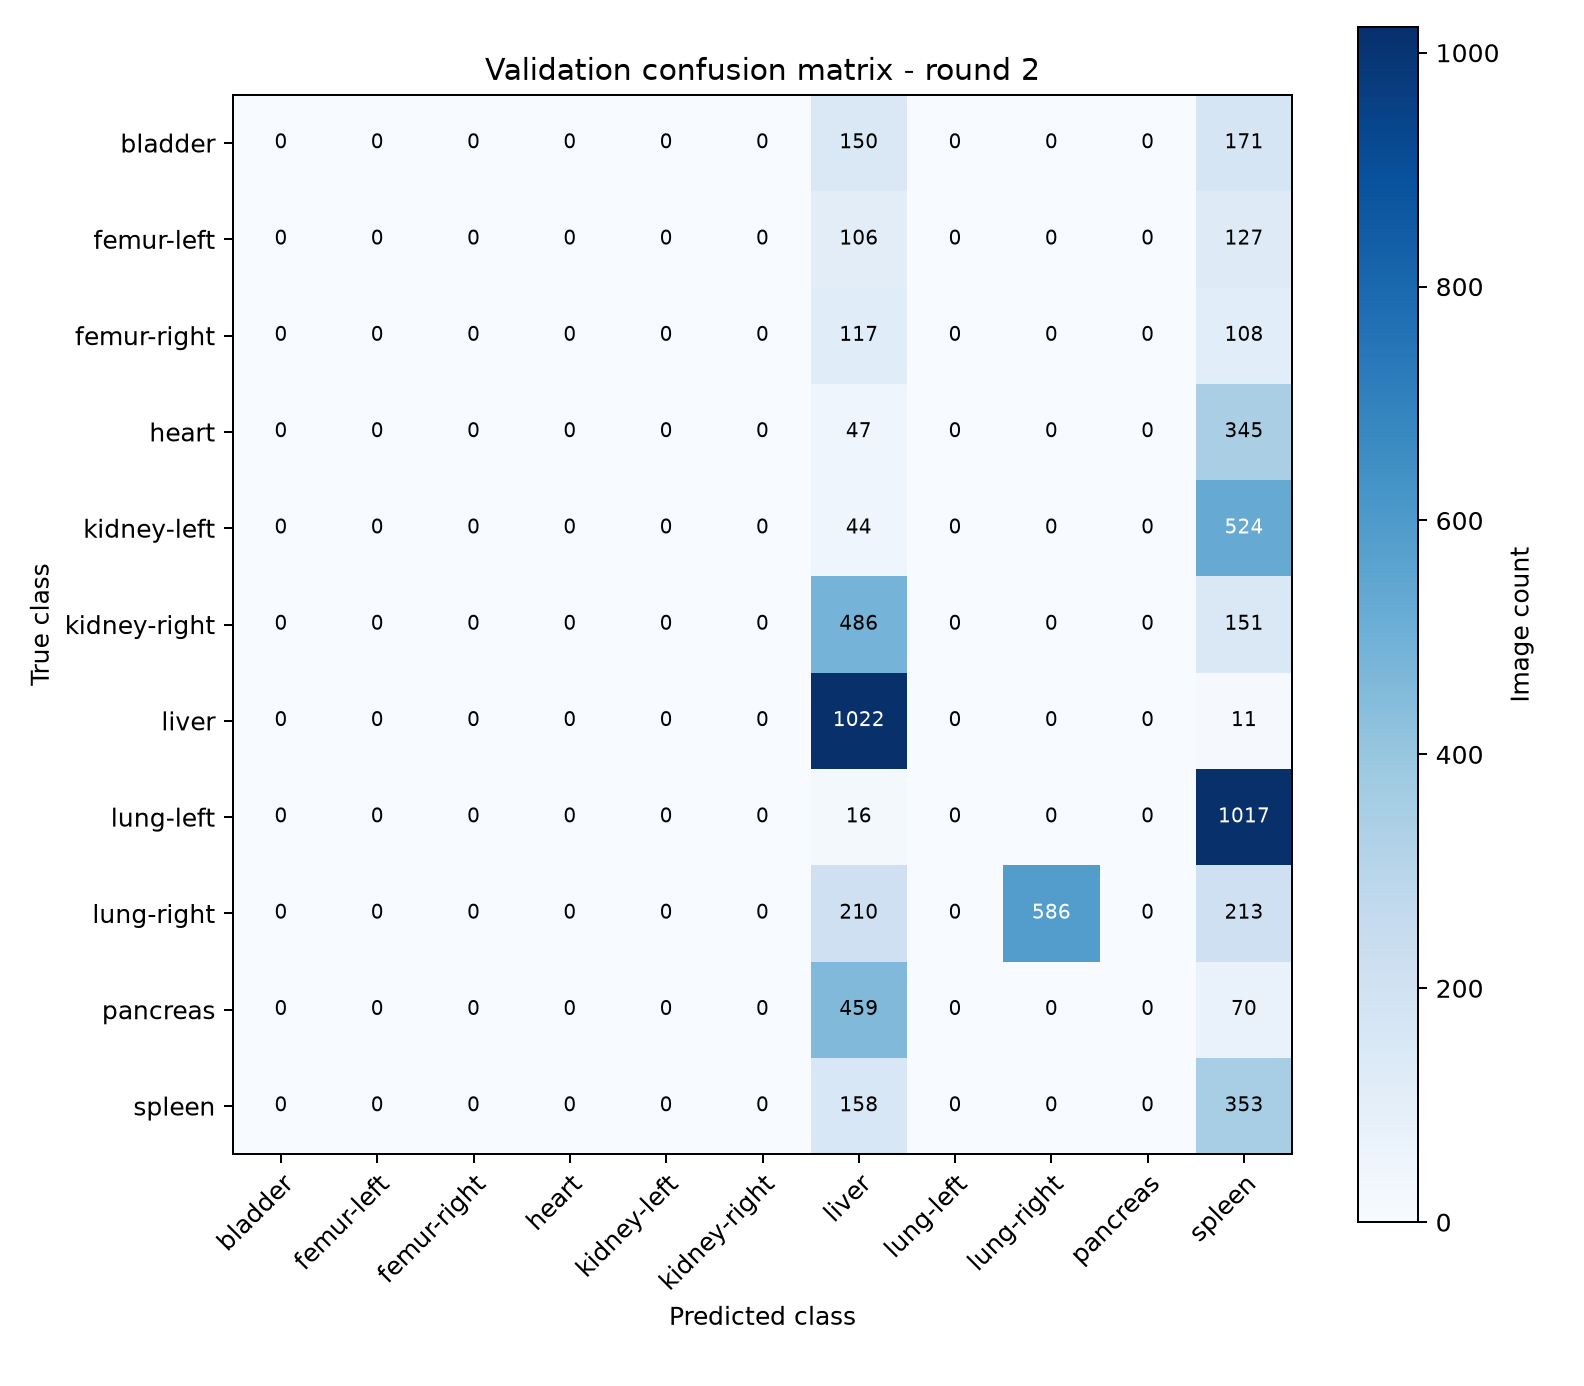 Validation confusion matrix - round 2
bladder 0 0 0 0 0 0 150 0 0 0 171
femur-left 0 0 0 0 0 0 106 0 0 0 127
femur-right 0 0 0 0 0 0 117 0 0 0 108
heart 0 0 0 0 0 0 47 0 0 0 345
kidney-left 0 0 0 0 0 0 44 0 0 0 524
kidney-right 0 0 0 0 0 0 486 0 0 0 151
liver 0 0 0 0 0 0 1022 0 0 0 11
lung-left 0 0 0 0 0 0 16 0 0 0 1017
lung-right 0 0 0 0 0 0 210 0 586 0 213
pancreas 0 0 0 0 0 0 459 0 0 0 70
spleen 0 0 0 0 0 0 158 0 0 0 353
True class
bladder femur-left femur-right heart kidney-left kidney-right liver lung-left lung-right pancreas spleen
Predicted class
1000
800
600
400
200
0
Image count